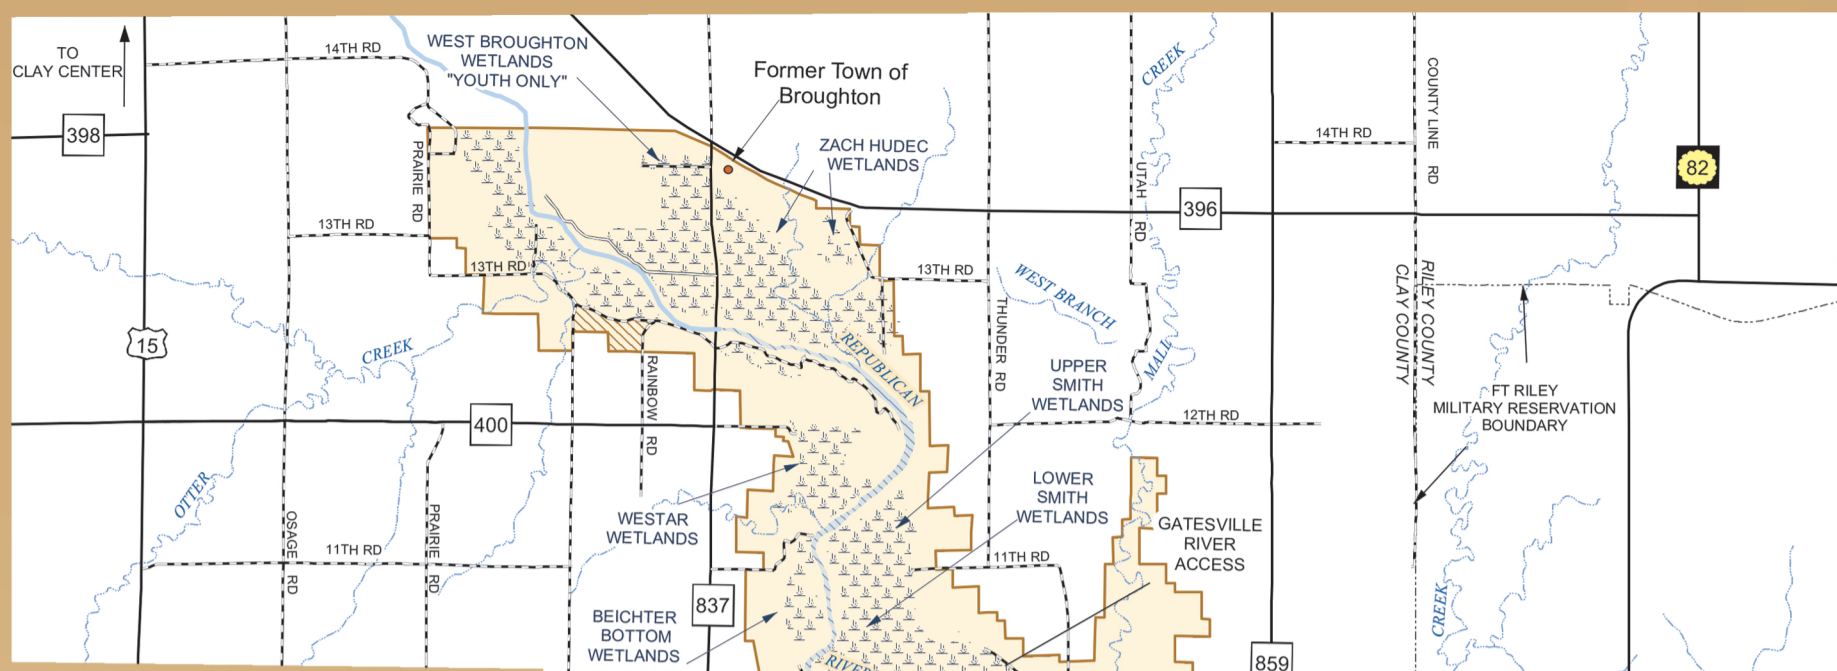 TO
CLAY CENTER
398
14TH RD
WEST BROUGHTON
WETLANDS
"YOUTH ONLY"
Former Town of
Broughton
ZACH HUDEC
WETLANDS
CREEK
UTAH RD
396
14TH RD
COUNTY LINE RD
82
PRAIRIE RD
13TH RD
13TH RD
13TH RD
WEST BRANCH
MALL
THUNDER RD
RILEY COUNTY
CLAY COUNTY
15
CREEK
OTTER
REPUBLICAN
RAINBOW RD
UPPER
SMITH
WETLANDS
12TH RD
FT RILEY
MILITARY RESERVATION
BOUNDARY
400
OSAGE RD
PRAIRIE RD
11TH RD
WESTAR
WETLANDS
LOWER
SMITH
WETLANDS
GATESVILLE
RIVER
ACCESS
11TH RD
837
BEICHTER
BOTTOM
WETLANDS
RIVER
CREEK
859